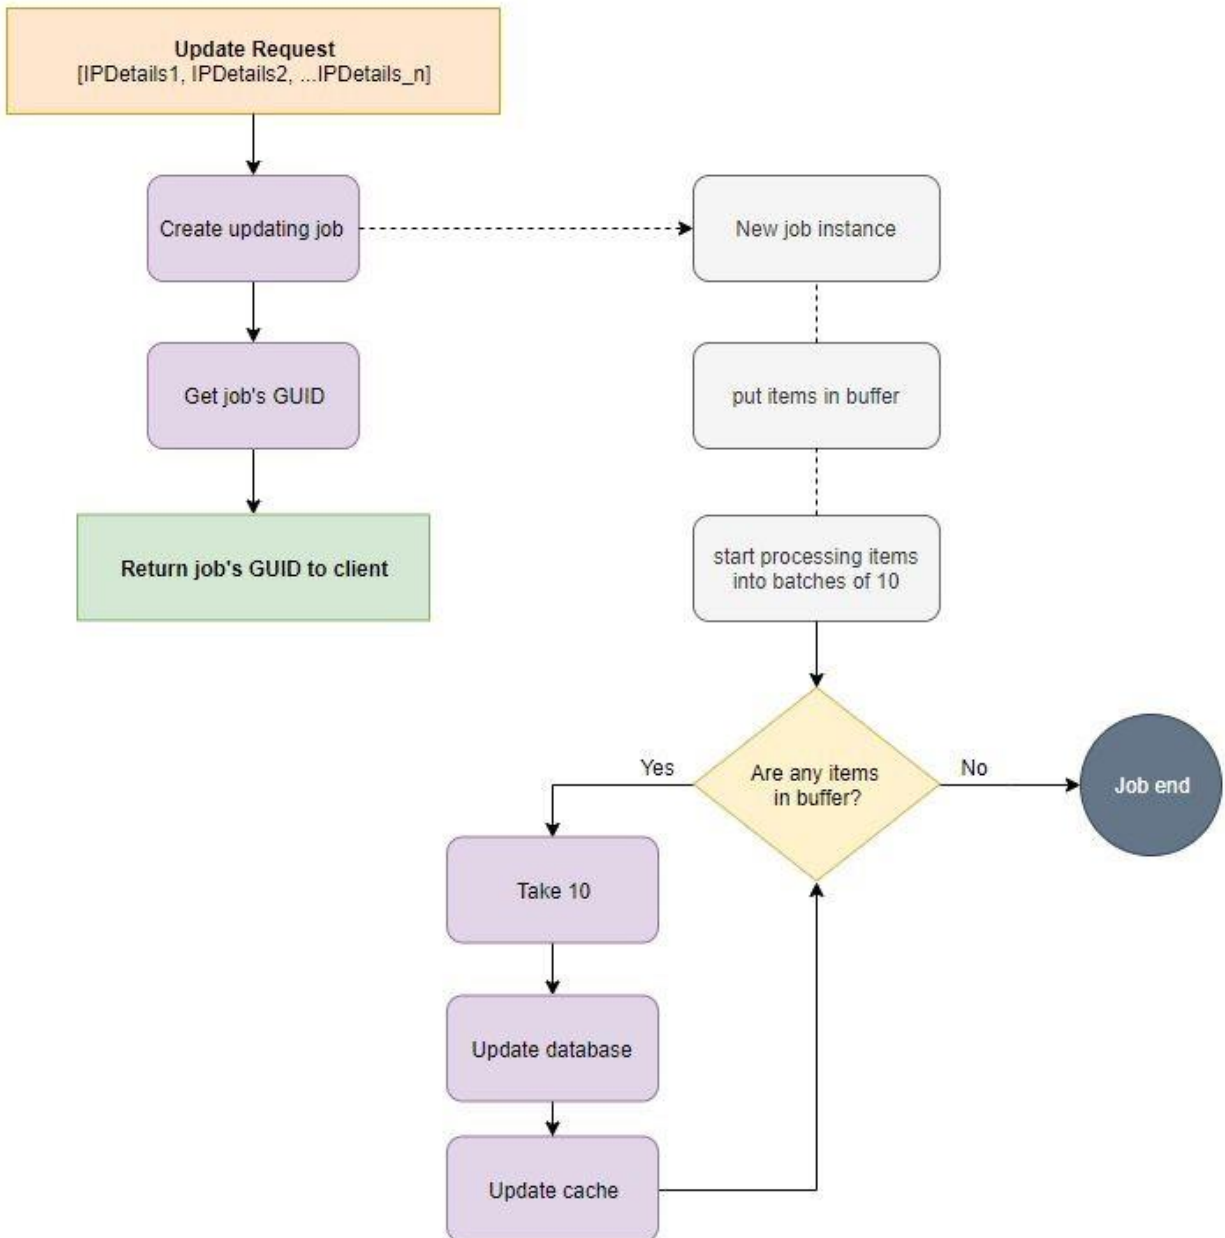 Update Request
[IPDetails1, IPDetails2, ...IPDetails_n]
Create updating job
New job instance
Get job's GUID
put items in buffer
Return job's GUID to client
start processing items
into batches of 10
Yes
Are any items
in buffer?
No
Job end
Take 10
Update database
Update cache